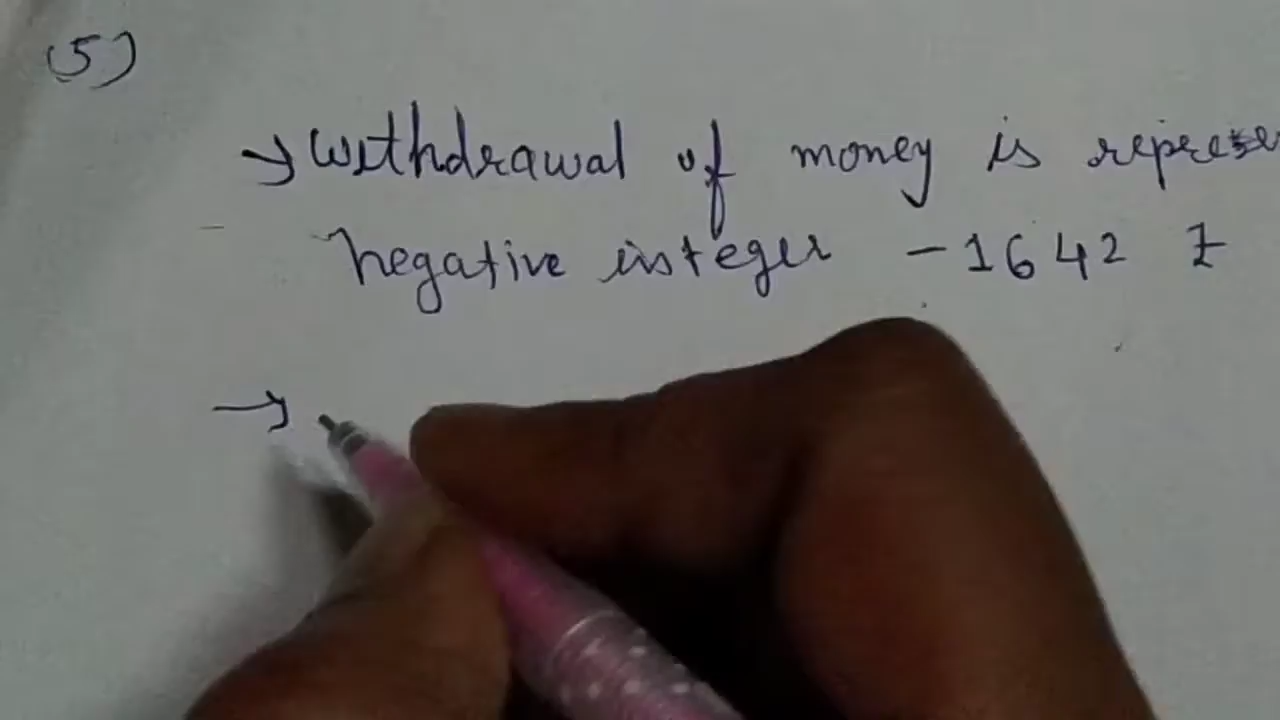 (5)
→ withdrawal of money is represe
negative integer -1642 ₹
→